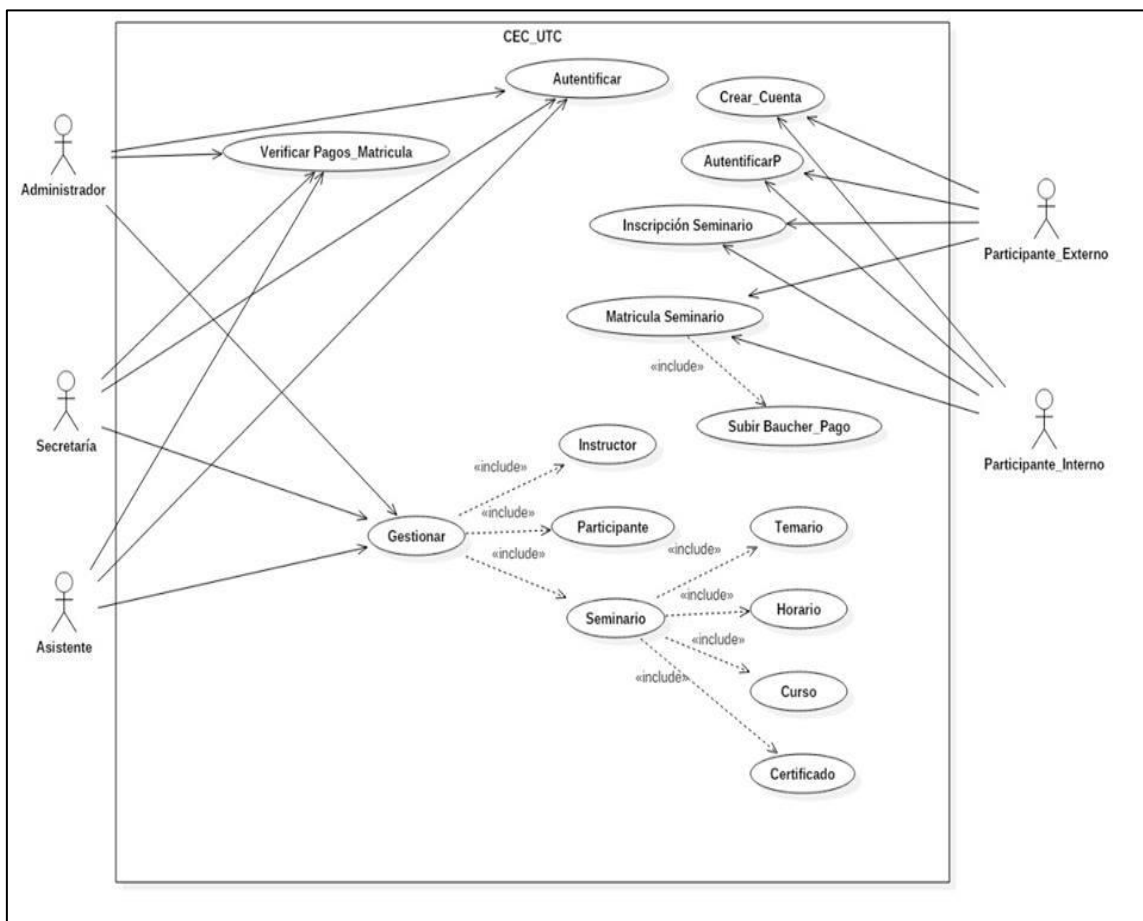 CEC_UTC
Autentificar
Crear_Cuenta
Verificar Pagos_Matricula
AutentificarP
Administrador
Inscripción Seminario
Participante_Externo
Matricula Seminario
«include»
Secretaría
Subir Baucher_Pago
Instructor
Participante_Interno
«include»
«include»
Gestionar
Participante
Temario
«include»
«include»
«include»
Seminario
Horario
Asistente
«include»
«include»
Curso
Certificado